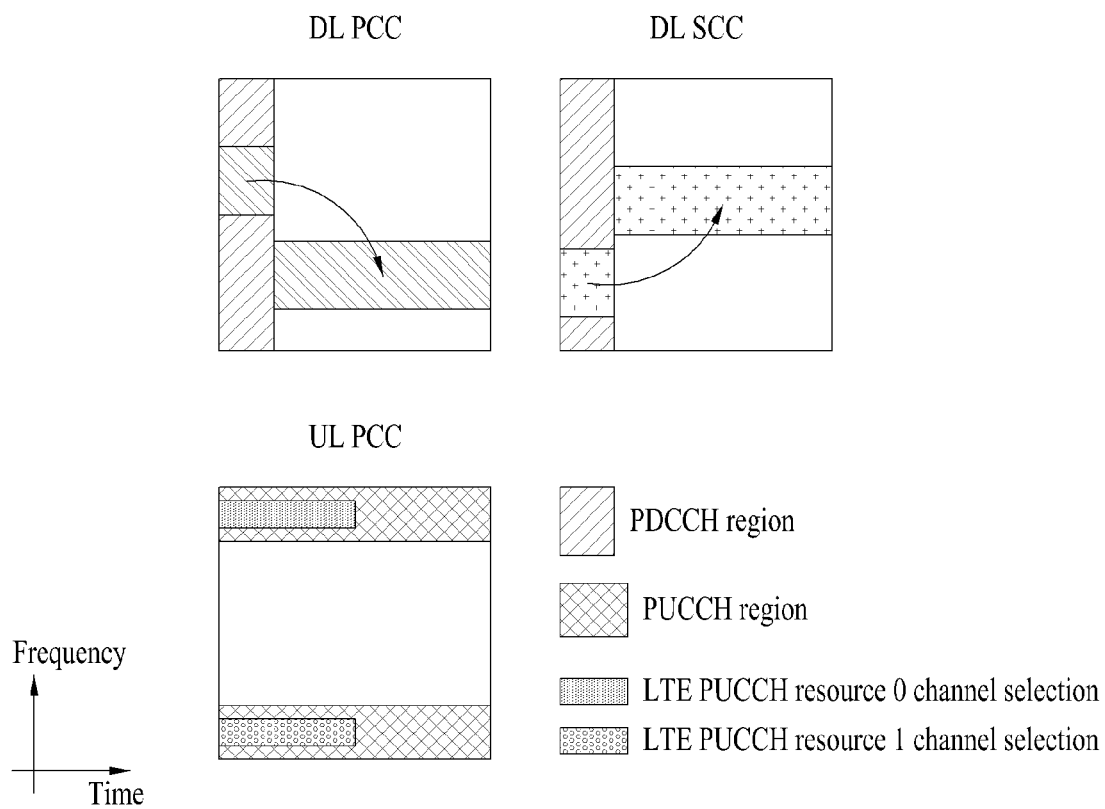 DL PCC
DL SCC
UL PCC
PDCCH region
PUCCH region
LTE PUCCH resource 0 channel selection
LTE PUCCH resource 1 channel selection
Frequency
Time